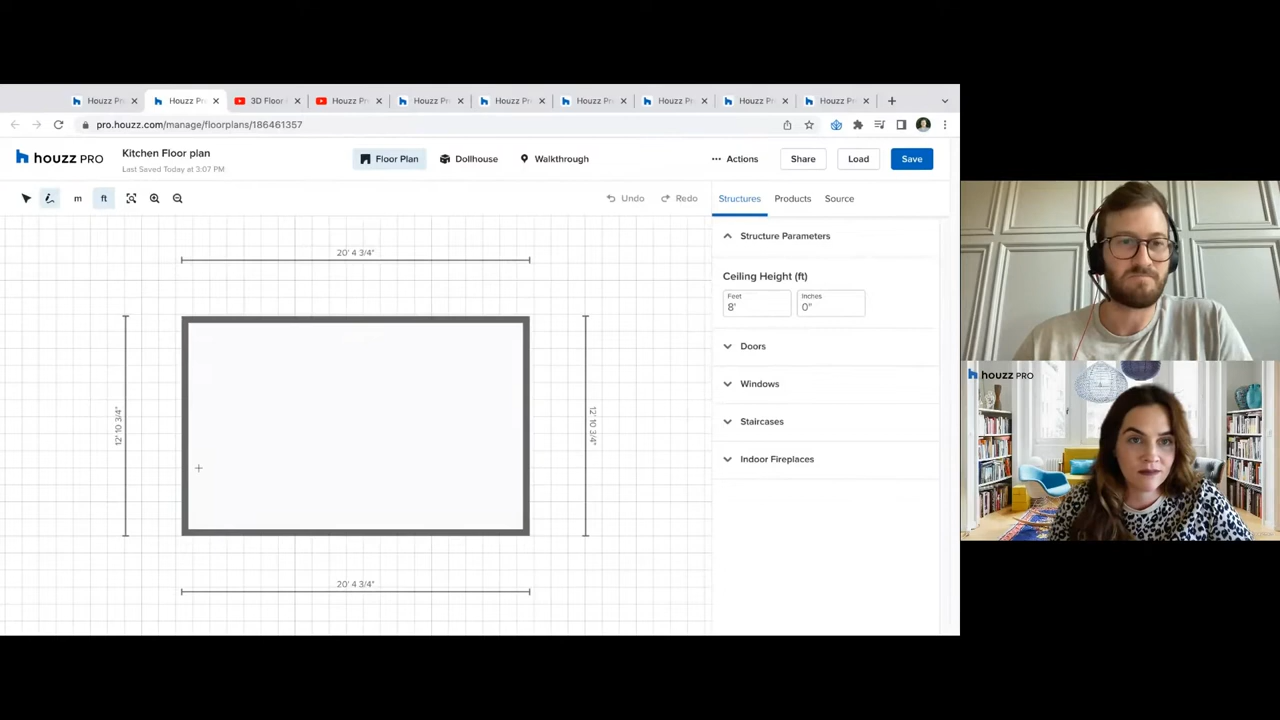 Houzz Pr
Houzz Pr
3D Floor
Houzz Pr
Houzz Pr
Houzz Pr
Houzz Pr
Houzz Pr
Houzz Pr
Houzz Pr
pro.houzz.com/manage/floorplans/186461357
houzz PRO
Kitchen Floor plan
Last Saved Today at 3:07 PM
Floor Plan
Dollhouse
Walkthrough
Actions
Share
Load
Save
m
ft
Undo
Redo
Structures
Products
Source
Structure Parameters
Ceiling Height (ft)
Feet
8'
Inches
0"
Doors
Windows
Staircases
Indoor Fireplaces
20' 4 3/4"
12' 10 3/4"
12' 10 3/4"
20' 4 3/4"
houzz PRO